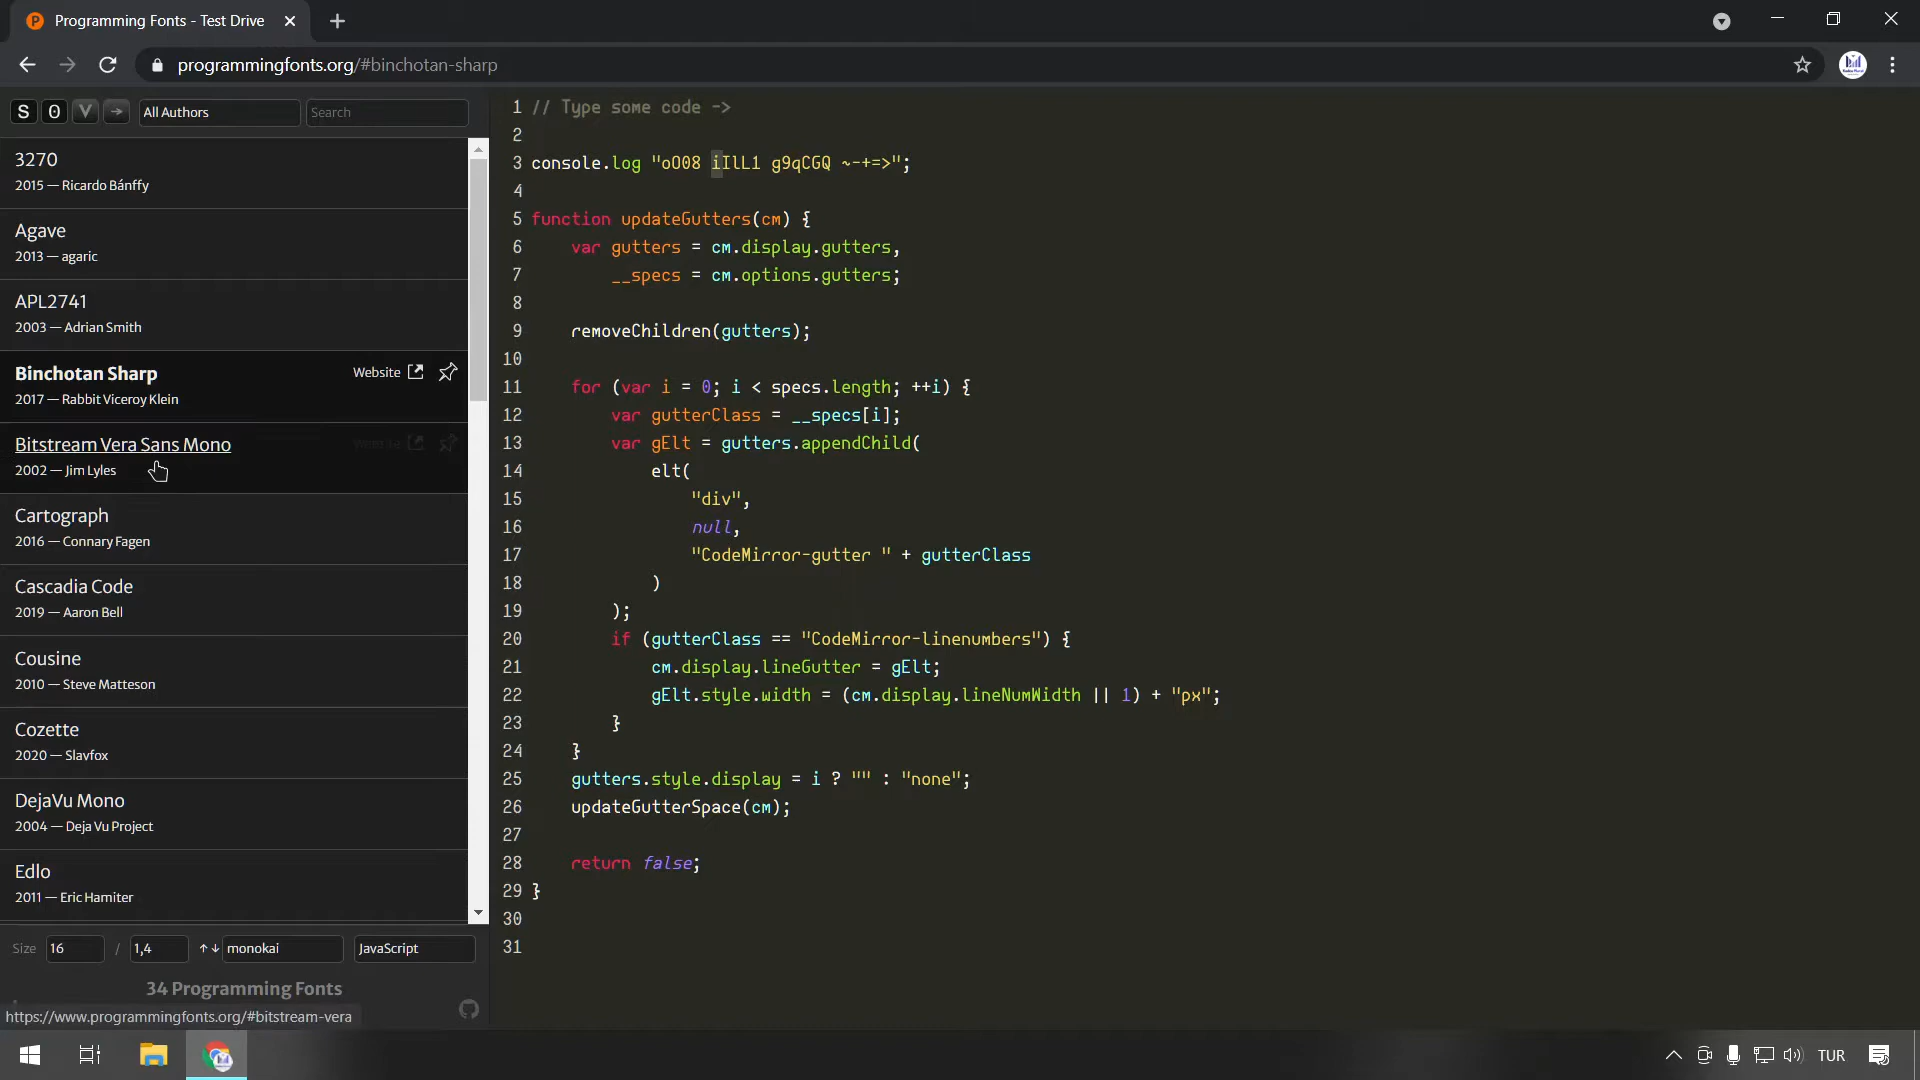 Programming Fonts - Test Drive
programmingfonts.org/#binchotan-sharp
S 0 V → All Authors Search
3270
2015 — Ricardo Bánffy
Agave
2013 — agaric
APL2741
2003 — Adrian Smith
Binchotan Sharp Website
2017 — Rabbit Viceroy Klein
Bitstream Vera Sans Mono Website
2002 — Jim Lyles
Cartograph
2016 — Connary Fagen
Cascadia Code
2019 — Aaron Bell
Cousine
2010 — Steve Matteson
Cozette
2020 — Slavfox
DejaVu Mono
2004 — Deja Vu Project
Edlo
2011 — Eric Hamiter
Size 16 / 1,4 ↑↓ monokai JavaScript
34 Programming Fonts
https://www.programmingfonts.org/#bitstream-vera
1 // Type some code ->
2
3 console.log "oO08 iIlL1 g9qCGQ ~-+=>";
4
5 function updateGutters(cm) {
6 var gutters = cm.display.gutters,
7 __specs = cm.options.gutters;
8
9 removeChildren(gutters);
10
11 for (var i = 0; i < specs.length; ++i) {
12 var gutterClass = __specs[i];
13 var gElt = gutters.appendChild(
14 elt(
15 "div",
16 null,
17 "CodeMirror-gutter " + gutterClass
18 )
19 );
20 if (gutterClass == "CodeMirror-linenumbers") {
21 cm.display.lineGutter = gElt;
22 gElt.style.width = (cm.display.lineNumWidth || 1) + "px";
23 }
24 }
25 gutters.style.display = i ? "" : "none";
26 updateGutterSpace(cm);
27
28 return false;
29 }
30
31
TUR